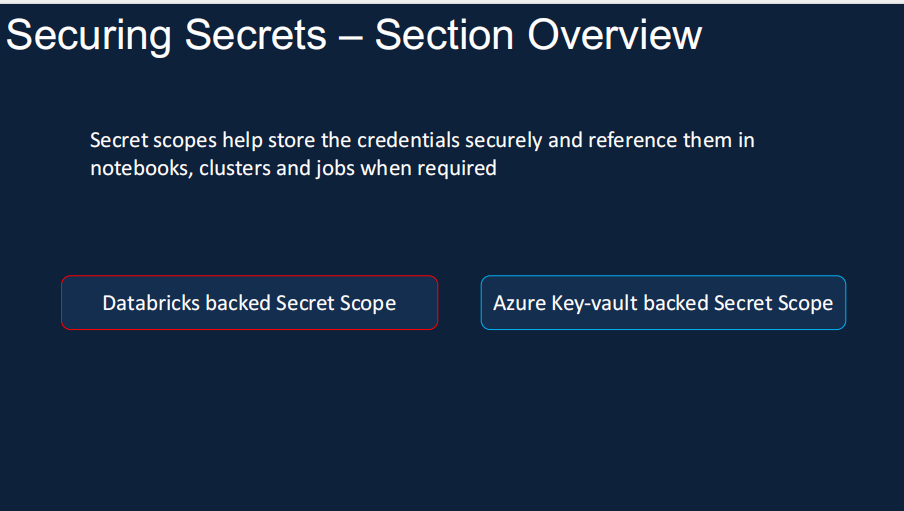 Securing Secrets – Section Overview
Secret scopes help store the credentials securely and reference them in
notebooks, clusters and jobs when required
Databricks backed Secret Scope
Azure Key-vault backed Secret Scope